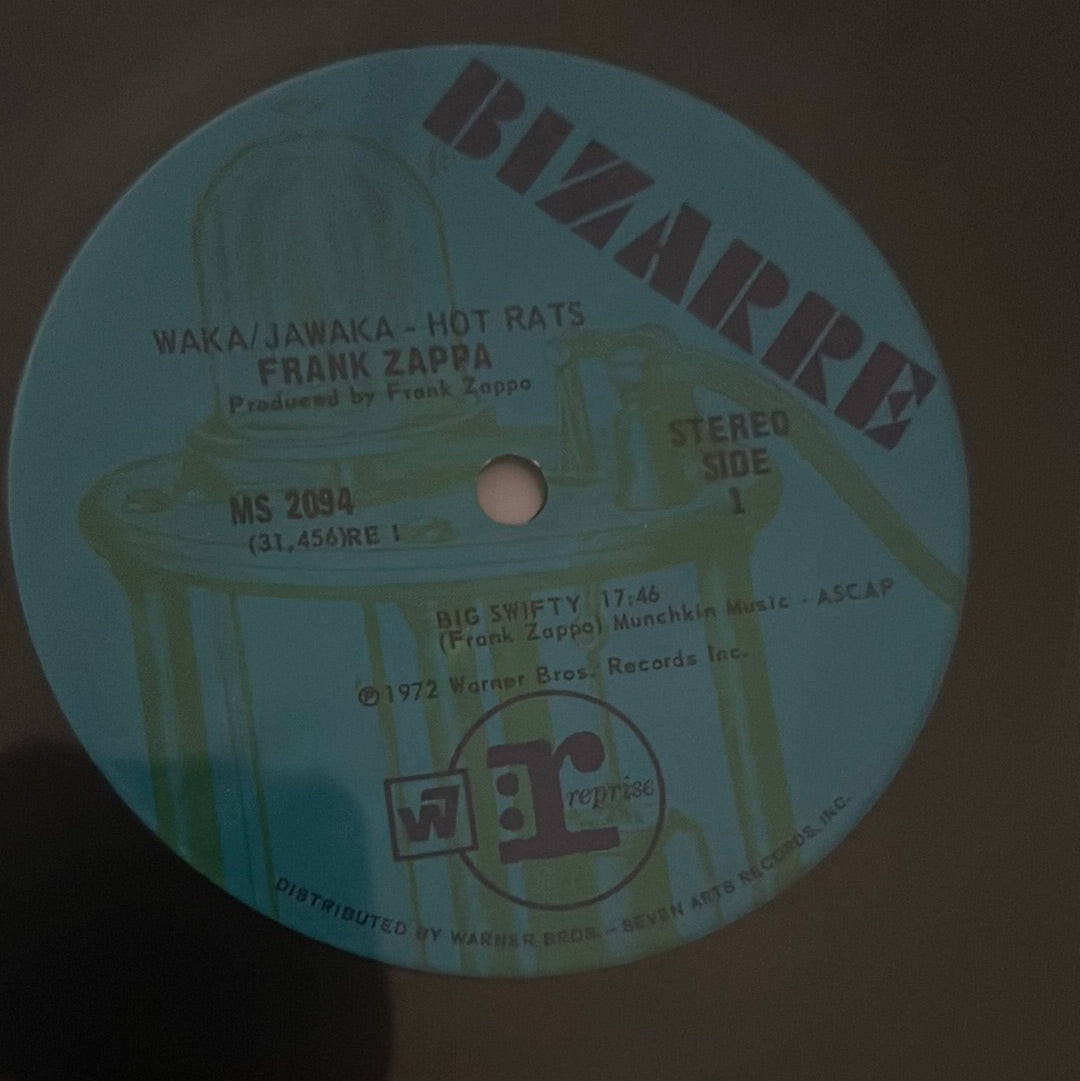 BIZARRE
WAKA/JAWAKA - HOT RATS
FRANK ZAPPA
Produced by Frank Zappa
STEREO
SIDE
1
MS 2094
(31,456)RE 1
BIG SWIFTY 17:46
(Frank Zappa) Munchkin Music - ASCAP
℗1972 Warner Bros. Records Inc.
W7
:r reprise
DISTRIBUTED BY WARNER BROS. – SEVEN ARTS RECORDS, INC.